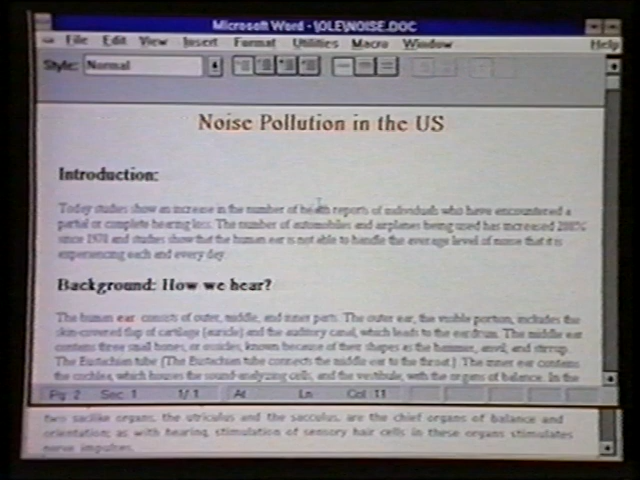 Microsoft Word - \OLE\NOISE.DOC
File Edit View Insert Format Utilities Macro Window Help
Style: Normal
Noise Pollution in the US
Introduction:
Today studies show an increase in the number of health reports of individuals who have encountered a
partial or complete hearing loss. The number of automobiles and airplanes being used has increased 200%
since 1970 and studies show that the human ear is not able to handle the average level of noise that it is
experiencing each and every day.
Background: How we hear?
The human ear consists of outer, middle, and inner parts. The outer ear, the visible portion, includes the
skin-covered flap of cartilage (auricle) and the auditory canal, which leads to the eardrum. The middle ear
contains three small bones, or ossicles, known because of their shapes as the hammer, anvil, and stirrup.
The Eustachian tube (The Eustachian tube connects the middle ear to the throat.) The inner ear contains
the cochlea, which houses the sound-analyzing cells, and the vestibule, with the organs of balance. In the
Pg: 2 Sec: 1 1/1 At Ln Col: 11
two saclike organs, the utriculus and the sacculus, are the chief organs of balance and
orientation; as with hearing, stimulation of sensory hair cells in these organs stimulates
nerve impulses.